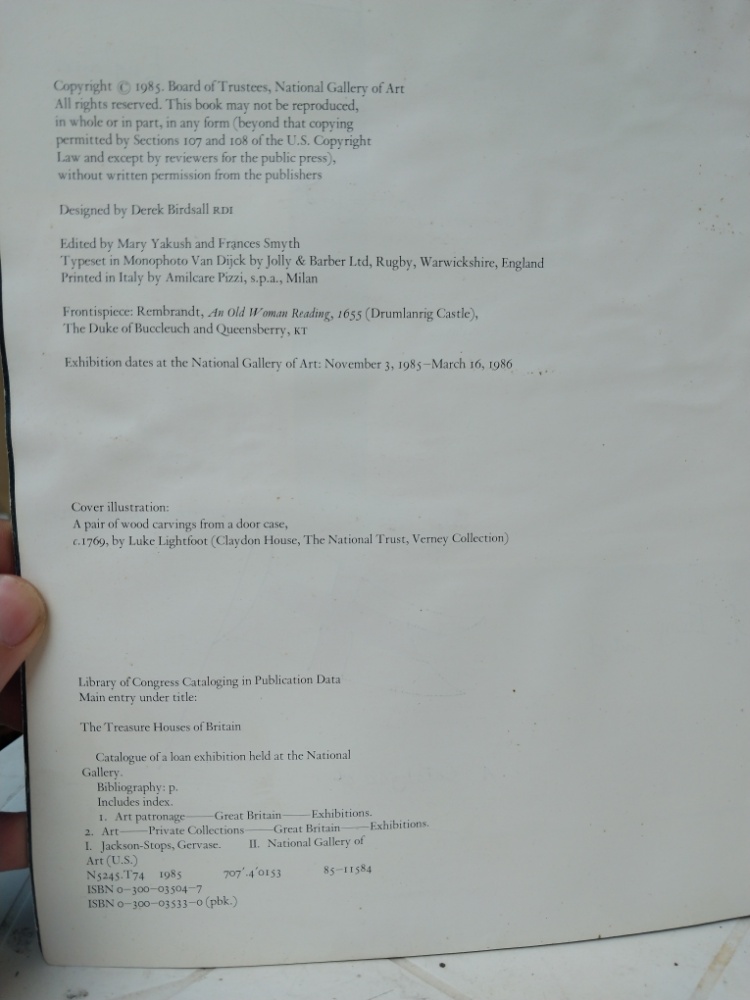 Copyright © 1985. Board of Trustees, National Gallery of Art
All rights reserved. This book may not be reproduced,
in whole or in part, in any form (beyond that copying
permitted by Sections 107 and 108 of the U.S. Copyright
Law and except by reviewers for the public press),
without written permission from the publishers
Designed by Derek Birdsall RDI
Edited by Mary Yakush and Frances Smyth
Typeset in Monophoto Van Dijck by Jolly & Barber Ltd, Rugby, Warwickshire, England
Printed in Italy by Amilcare Pizzi, s.p.a., Milan
Frontispiece: Rembrandt, An Old Woman Reading, 1655 (Drumlanrig Castle),
The Duke of Buccleuch and Queensberry, KT
Exhibition dates at the National Gallery of Art: November 3, 1985–March 16, 1986
Cover illustration:
A pair of wood carvings from a door case,
c.1769, by Luke Lightfoot (Claydon House, The National Trust, Verney Collection)
Library of Congress Cataloging in Publication Data
Main entry under title:
The Treasure Houses of Britain
Catalogue of a loan exhibition held at the National
Gallery.
Bibliography: p.
Includes index.
1. Art patronage——Great Britain——Exhibitions.
2. Art——Private Collections——Great Britain——Exhibitions.
I. Jackson-Stops, Gervase. II. National Gallery of
Art (U.S.)
N5245.T74 1985 707'.4'0153 85–11584
ISBN 0–300–03504–7
ISBN 0–300–03533–0 (pbk.)